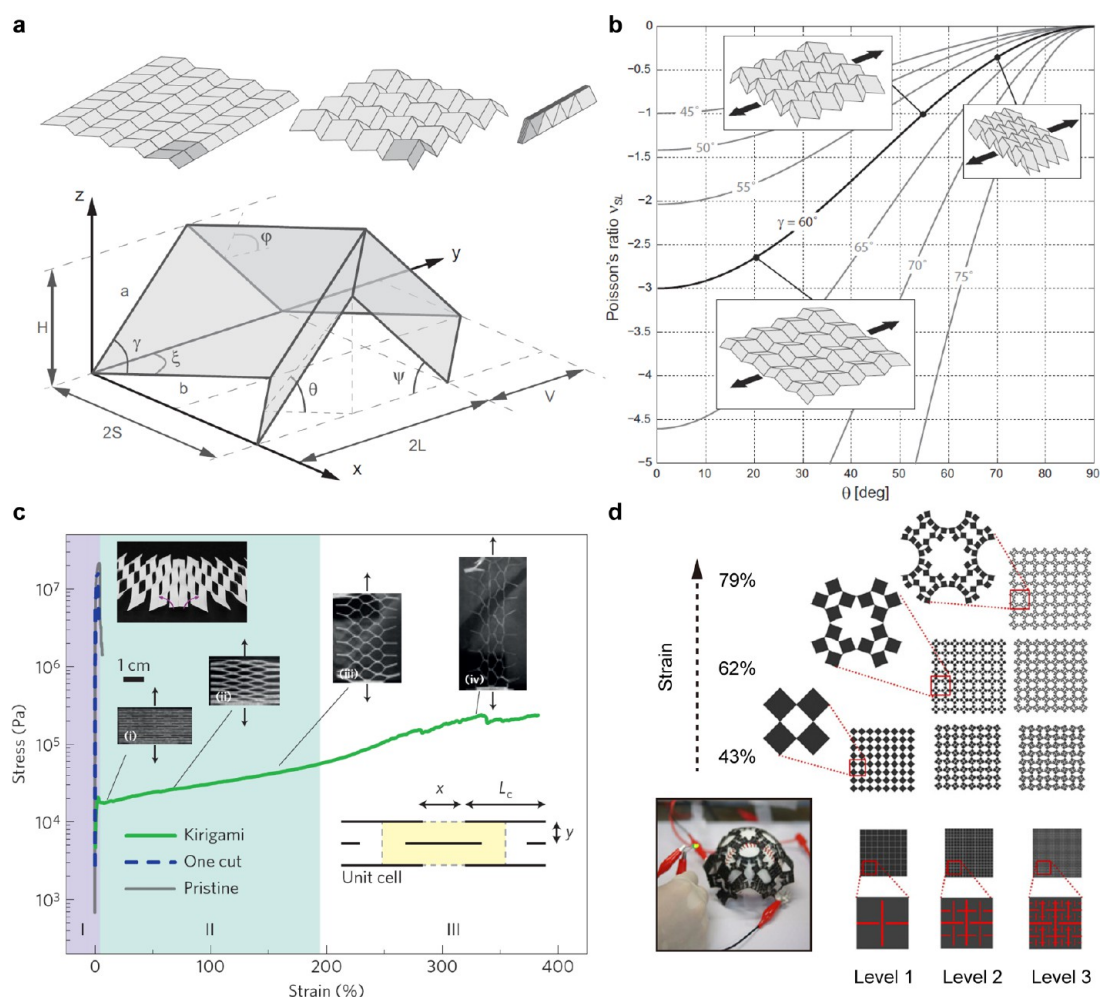 a
z
φ
y
a
H
γ
ξ
b
θ
ψ
V
2S
2L
x
b
Poisson's ratio νSL
0
−0.5
−1
−1.5
−2
−2.5
−3
−3.5
−4
−4.5
−5
45°
50°
55°
γ = 60°
65°
70°
75°
0 10 20 30 40 50 60 70 80 90
θ [deg]
c
Stress (Pa)
10⁷
10⁶
10⁵
10⁴
10³
1 cm
(i)
(ii)
(iii)
(iv)
x
Lc
y
Unit cell
Kirigami
One cut
Pristine
I II III
0 100 200 300 400
Strain (%)
d
Strain
79%
62%
43%
Level 1 Level 2 Level 3